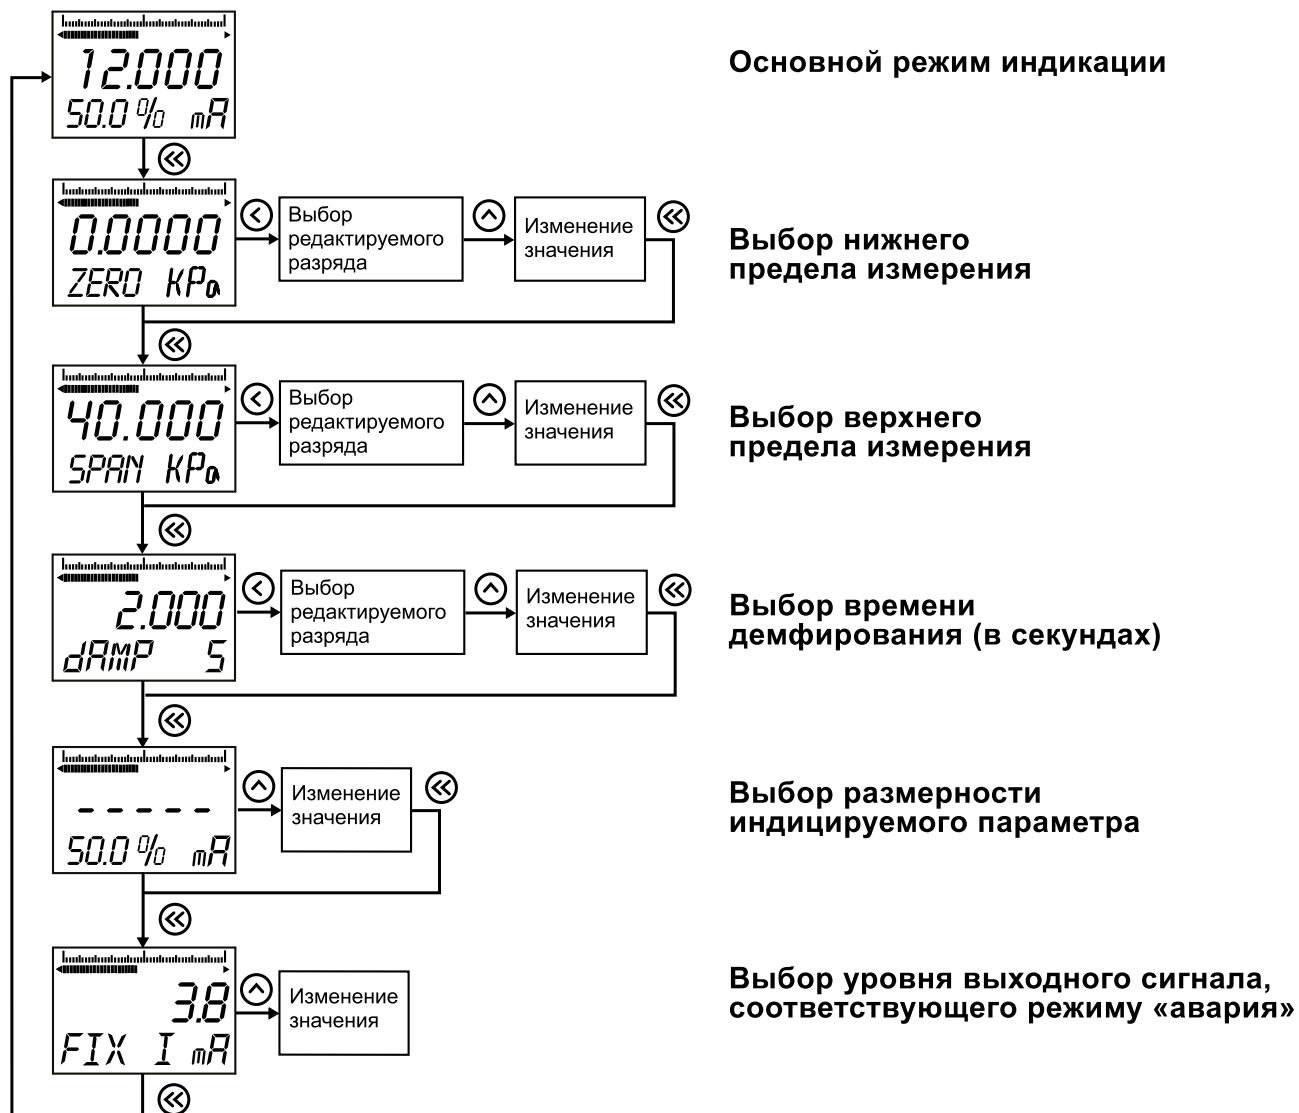 12.000
50.0 % mA
Основной режим индикации
0.0000
ZERO KPa
Выбор
редактируемого
разряда
Изменение
значения
Выбор нижнего
предела измерения
40.000
SPAN KPa
Выбор
редактируемого
разряда
Изменение
значения
Выбор верхнего
предела измерения
2.000
dAMP S
Выбор
редактируемого
разряда
Изменение
значения
Выбор времени
демфирования (в секундах)
- - - - -
50.0 % mA
Изменение
значения
Выбор размерности
индицируемого параметра
3.8
FIX I mA
Изменение
значения
Выбор уровня выходного сигнала,
соответствующего режиму «авария»